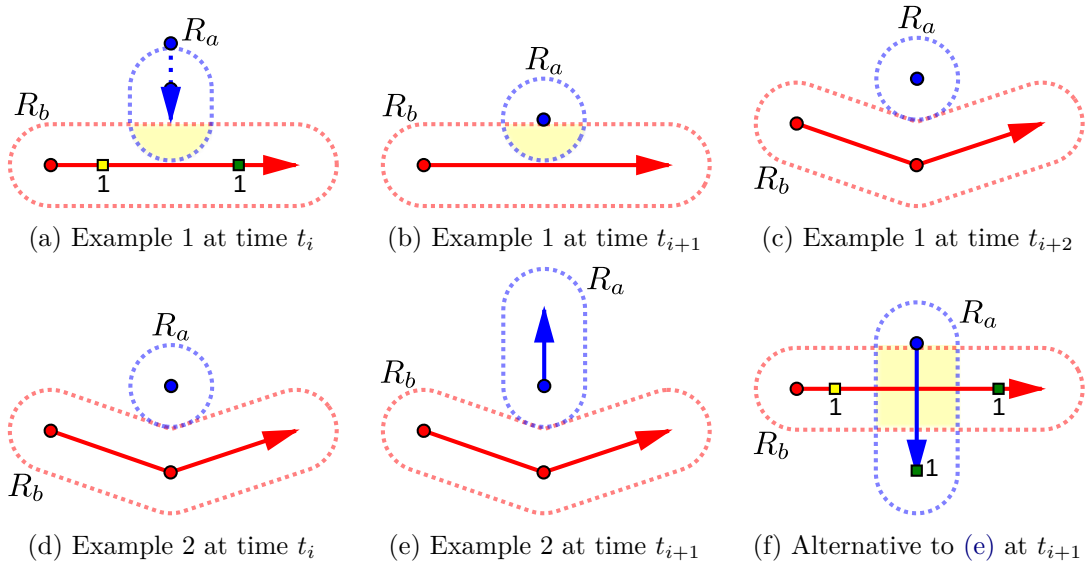 R_a
R_b
1 1
(a) Example 1 at time t_i
R_a
R_b
(b) Example 1 at time t_{i+1}
R_a
R_b
(c) Example 1 at time t_{i+2}
R_a
R_b
(d) Example 2 at time t_i
R_a
R_b
(e) Example 2 at time t_{i+1}
R_a
1 1
R_b
1
(f) Alternative to (e) at t_{i+1}